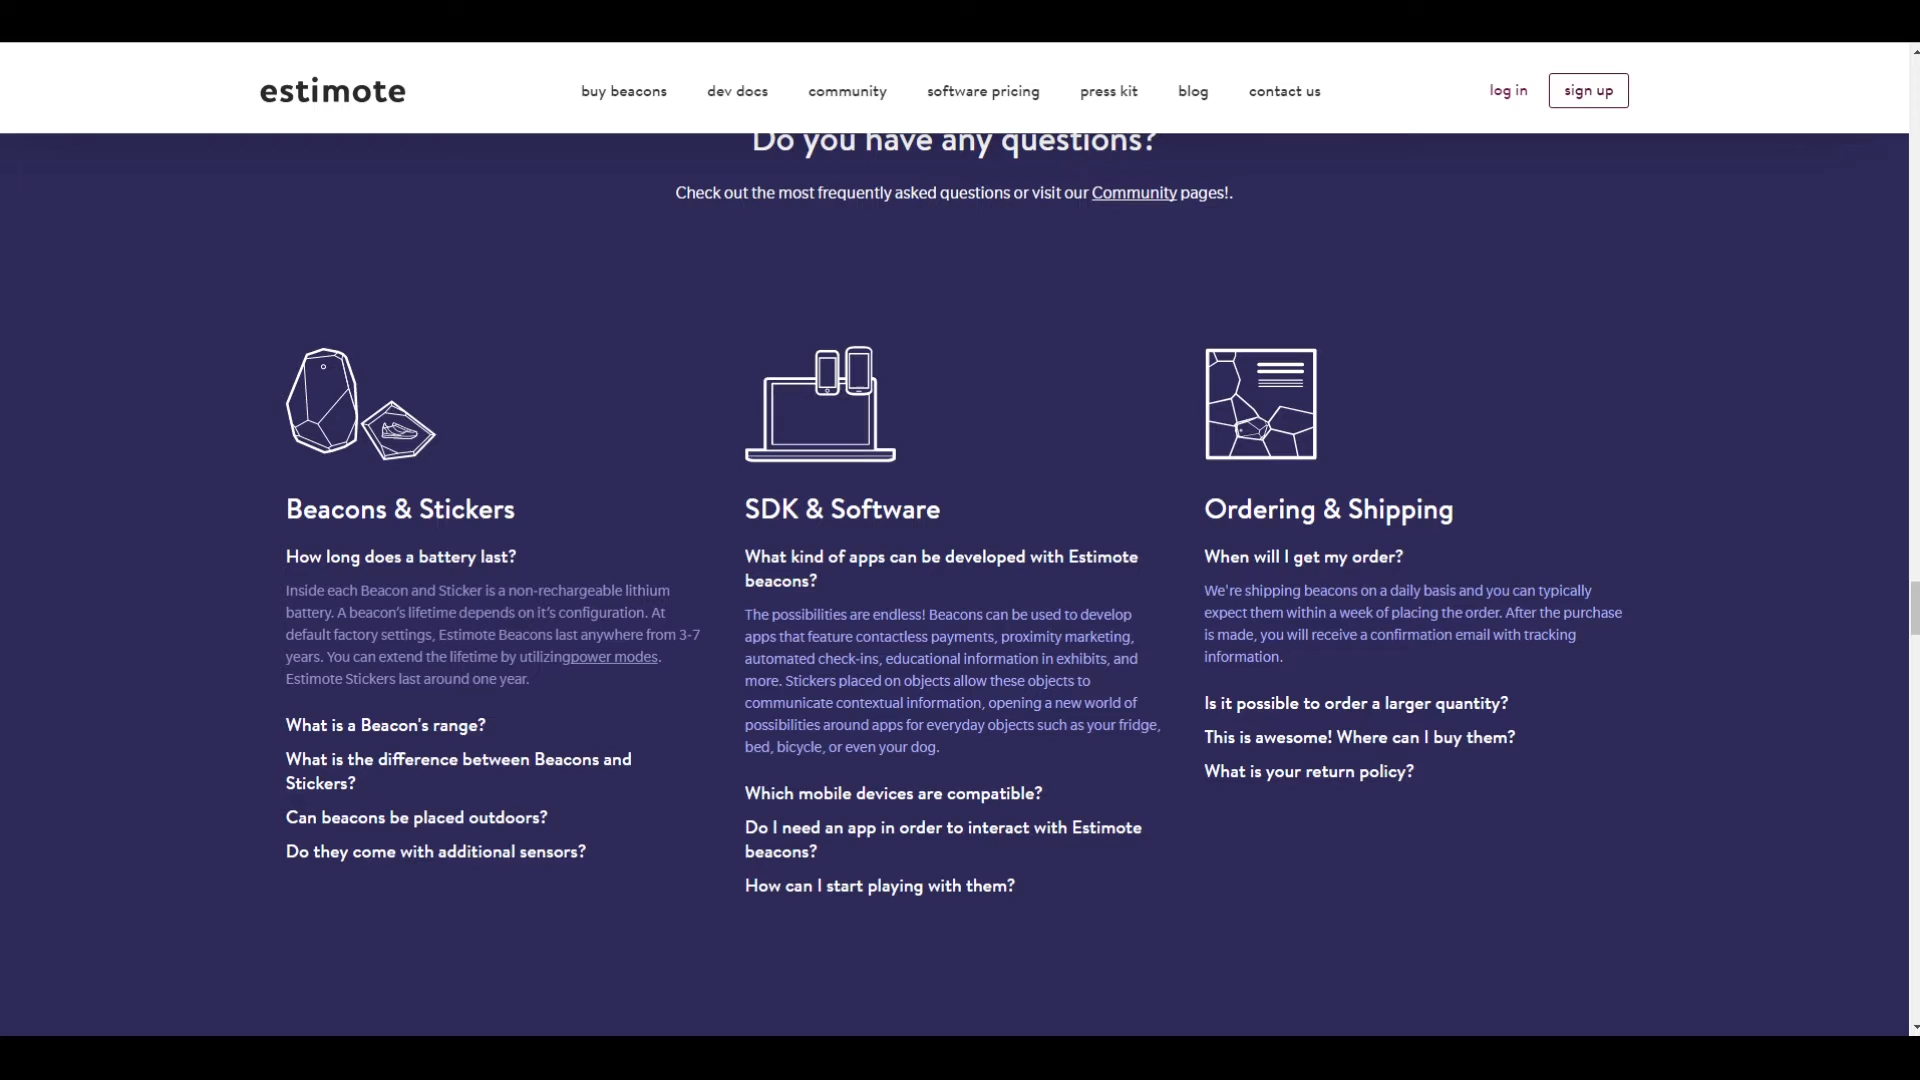 estimote
buy beacons
dev docs
community
software pricing
press kit
blog
contact us
log in
sign up
Do you have any questions?
Check out the most frequently asked questions or visit our Community pages!.
Beacons & Stickers
How long does a battery last?
Inside each Beacon and Sticker is a non-rechargeable lithium
battery. A beacon's lifetime depends on it's configuration. At
default factory settings, Estimote Beacons last anywhere from 3-7
years. You can extend the lifetime by utilizingpower modes.
Estimote Stickers last around one year.
What is a Beacon's range?
What is the difference between Beacons and
Stickers?
Can beacons be placed outdoors?
Do they come with additional sensors?
SDK & Software
What kind of apps can be developed with Estimote
beacons?
The possibilities are endless! Beacons can be used to develop
apps that feature contactless payments, proximity marketing,
automated check-ins, educational information in exhibits, and
more. Stickers placed on objects allow these objects to
communicate contextual information, opening a new world of
possibilities around apps for everyday objects such as your fridge,
bed, bicycle, or even your dog.
Which mobile devices are compatible?
Do I need an app in order to interact with Estimote
beacons?
How can I start playing with them?
Ordering & Shipping
When will I get my order?
We're shipping beacons on a daily basis and you can typically
expect them within a week of placing the order. After the purchase
is made, you will receive a confirmation email with tracking
information.
Is it possible to order a larger quantity?
This is awesome! Where can I buy them?
What is your return policy?